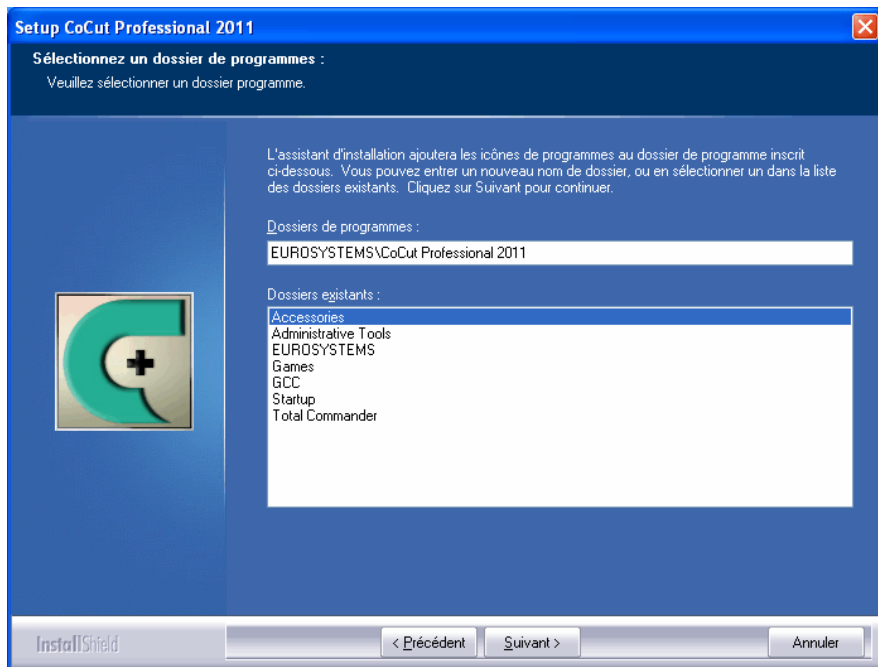 Setup CoCut Professional 2011
Sélectionnez un dossier de programmes :
Veuillez sélectionner un dossier programme.
L'assistant d'installation ajoutera les icônes de programmes au dossier de programme inscrit
ci-dessous. Vous pouvez entrer un nouveau nom de dossier, ou en sélectionner un dans la liste
des dossiers existants. Cliquez sur Suivant pour continuer.
Dossiers de programmes :
EUROSYSTEMS\CoCut Professional 2011
Dossiers existants :
Accessories
Administrative Tools
EUROSYSTEMS
Games
GCC
Startup
Total Commander
InstallShield
< Précédent
Suivant >
Annuler